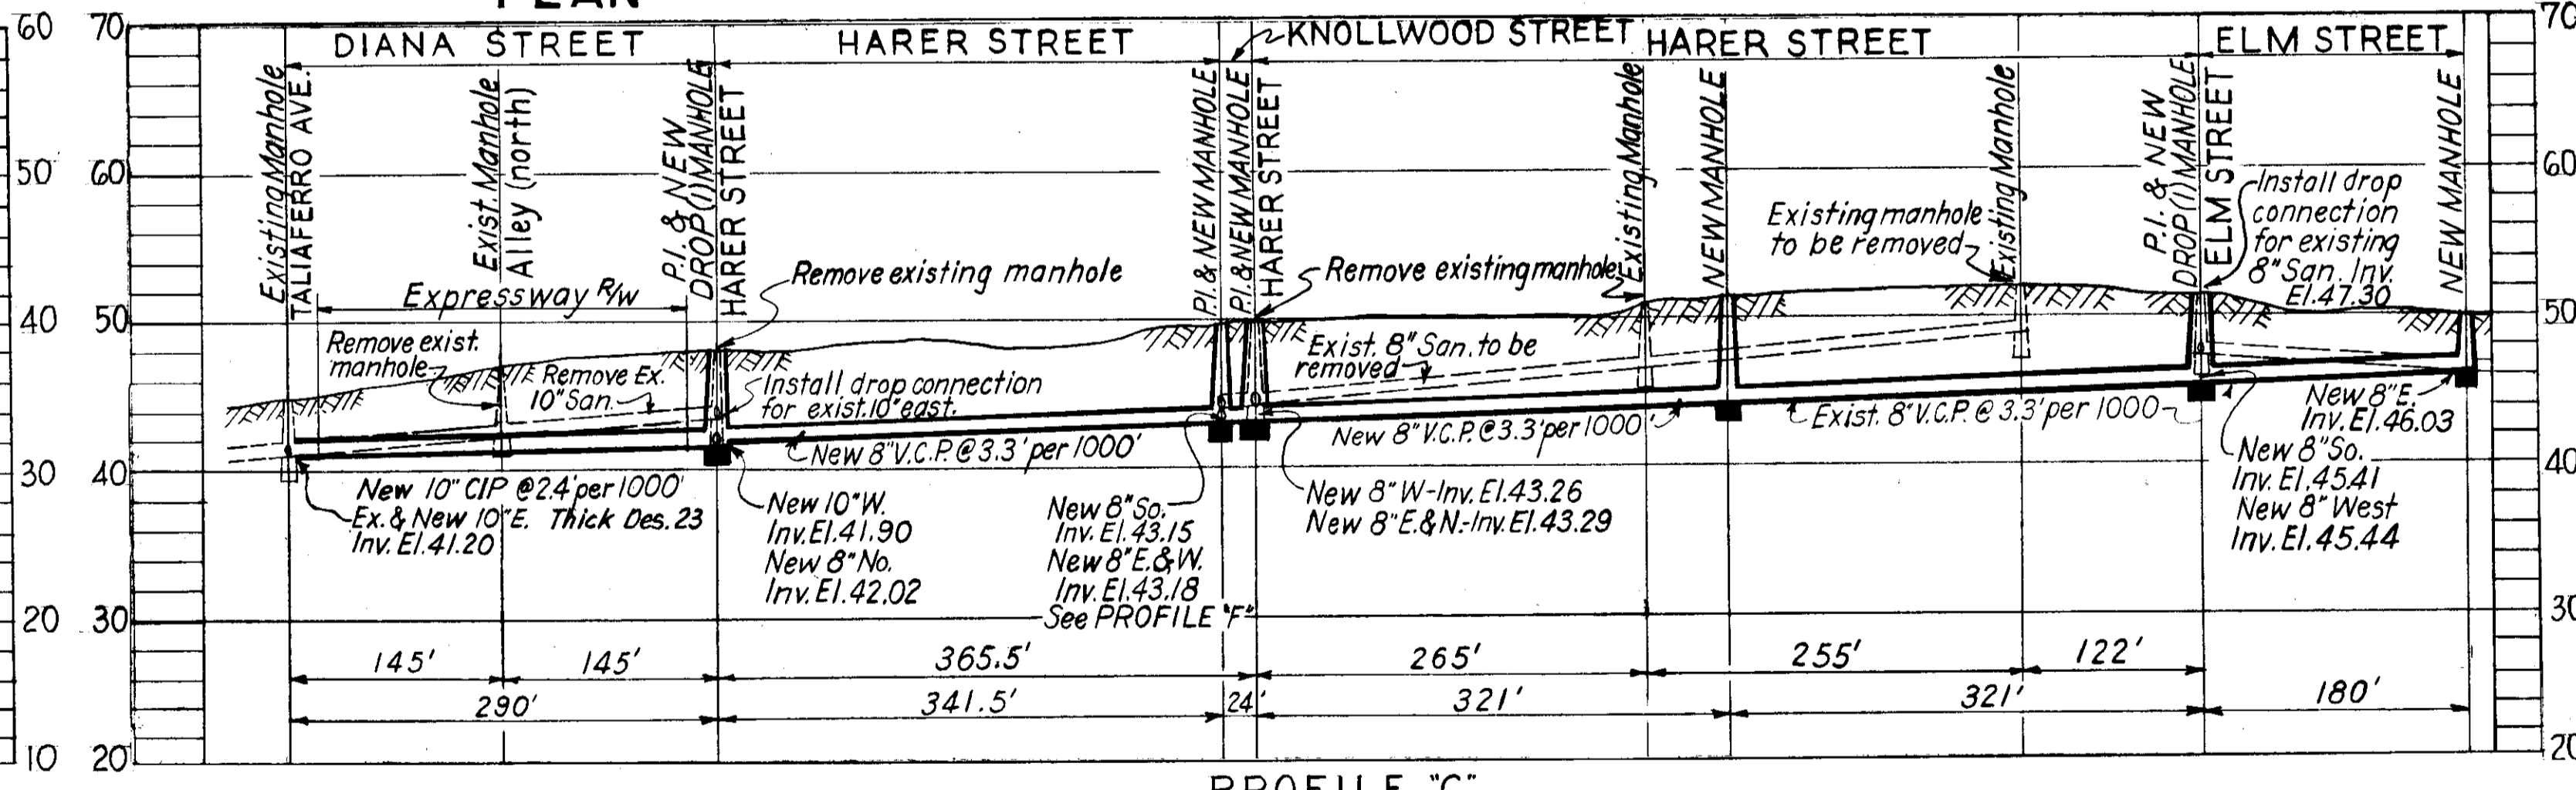 PLAN
60 70
50 60
40 50
30 40
20 30
10 20
DIANA STREET
HARER STREET
KNOLLWOOD STREET
HARER STREET
ELM STREET
Existing Manhole
TALIAFERRO AVE.
Exist. Manhole
Alley (north)
P.I. & NEW
DROP(1)MANHOLE
HARER STREET
P.I. & NEW MANHOLE
P.I. & NEW MANHOLE
HARER STREET
Existing Manhole
NEW MANHOLE
Existing Manhole
P.I. & NEW
DROP(1)MANHOLE
ELM STREET
NEW MANHOLE
Expressway R/W
Remove existing manhole
Remove existing manhole
Existing manhole
to be removed
Install drop
connection
for existing
8" San. Inv.
El. 47.30
Remove exist.
manhole
Remove Ex.
10" San.
Install drop connection
for exist. 10" east.
Exist. 8" San. to be
removed
New 8" V.C.P. @ 3.3' per 1000'
New 8" V.C.P. @ 3.3' per 1000'
Exist. 8" V.C.P. @ 3.3' per 1000
New 8" E.
Inv. El. 46.03
New 10" CIP @ 2.4' per 1000'
Ex. & New 10" E. Thick Des. 23
Inv. El. 41.20
New 10" W.
Inv. El. 41.90
New 8" No.
Inv. El. 42.02
New 8" So.
Inv. El. 43.15
New 8" E. & W.
Inv. El. 43.18
See PROFILE "F"
New 8" W - Inv. El. 43.26
New 8" E. & N. - Inv. El. 43.29
New 8" So.
Inv. El. 45.41
New 8" West
Inv. El. 45.44
145' 145' 365.5' 265' 255' 122'
290' 341.5' 24' 321' 321' 180'
70
60
50
40
30
20
PROFILE "C"